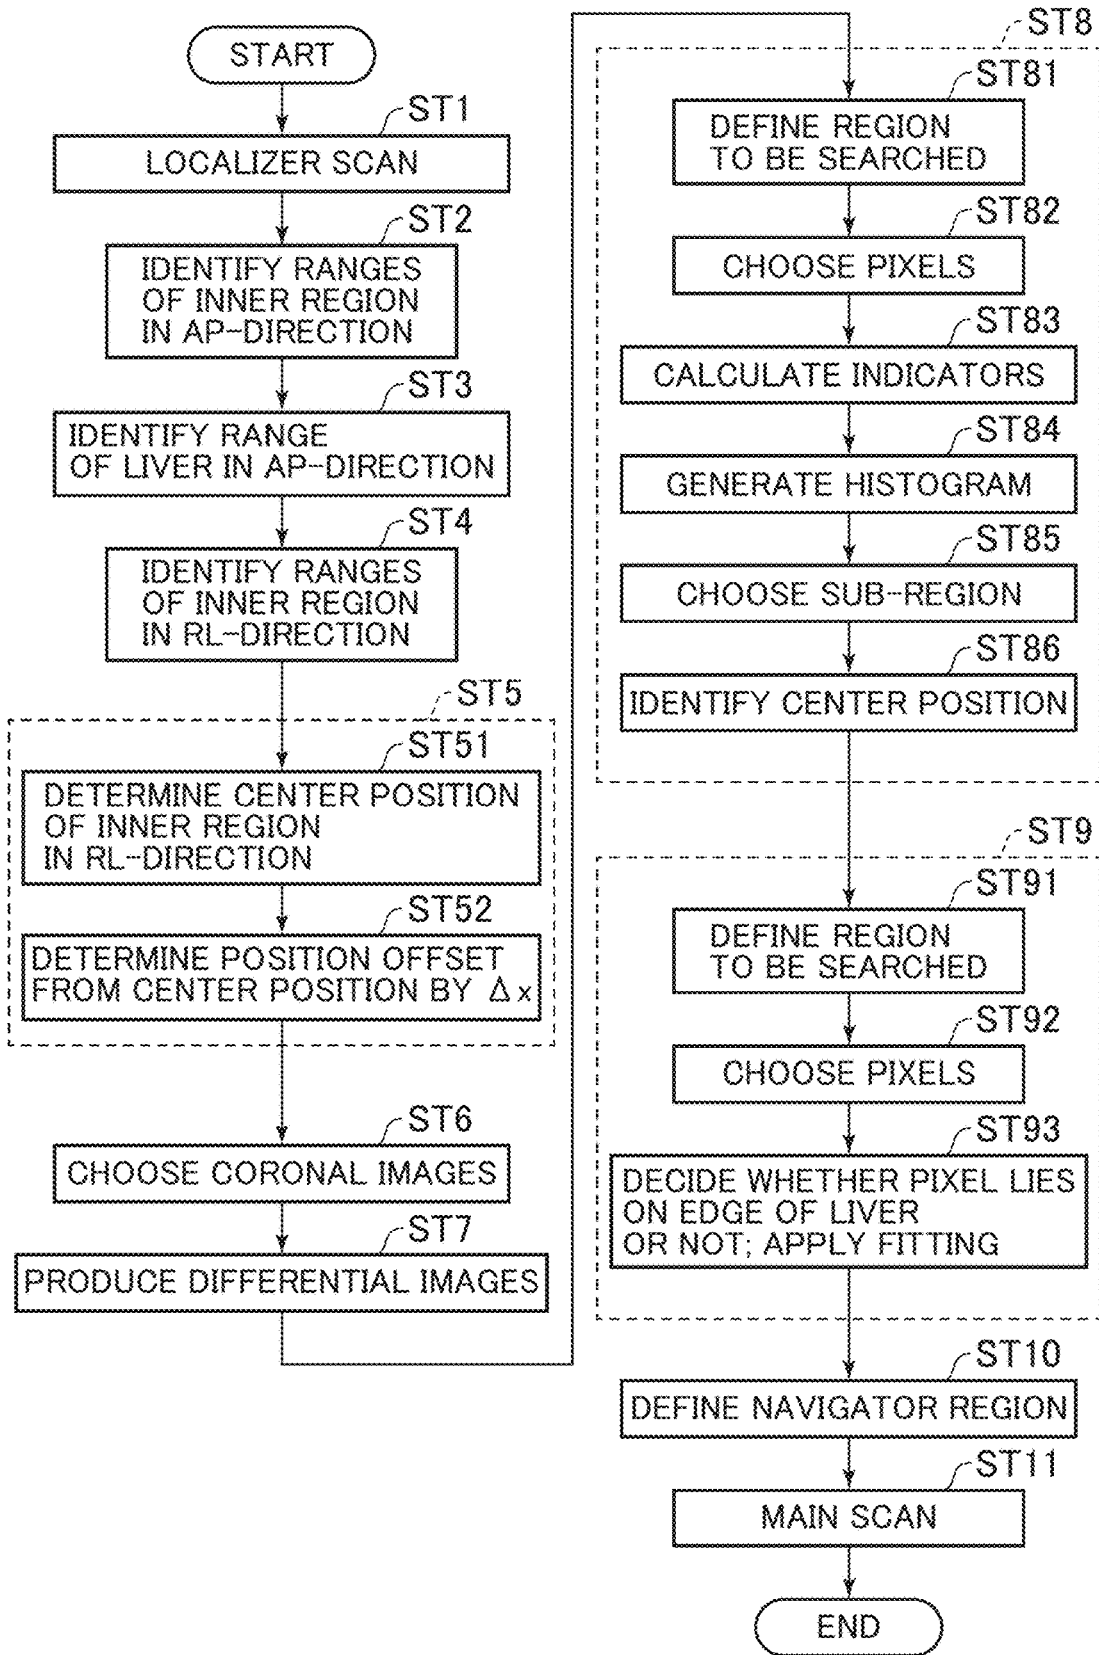 START
ST1
LOCALIZER SCAN
ST2
IDENTIFY RANGES
OF INNER REGION
IN AP-DIRECTION
ST3
IDENTIFY RANGE
OF LIVER IN AP-DIRECTION
ST4
IDENTIFY RANGES
OF INNER REGION
IN RL-DIRECTION
ST5
ST51
DETERMINE CENTER POSITION
OF INNER REGION
IN RL-DIRECTION
ST52
DETERMINE POSITION OFFSET
FROM CENTER POSITION BY Δx
ST6
CHOOSE CORONAL IMAGES
ST7
PRODUCE DIFFERENTIAL IMAGES
ST8
ST81
DEFINE REGION
TO BE SEARCHED
ST82
CHOOSE PIXELS
ST83
CALCULATE INDICATORS
ST84
GENERATE HISTOGRAM
ST85
CHOOSE SUB-REGION
ST86
IDENTIFY CENTER POSITION
ST9
ST91
DEFINE REGION
TO BE SEARCHED
ST92
CHOOSE PIXELS
ST93
DECIDE WHETHER PIXEL LIES
ON EDGE OF LIVER
OR NOT; APPLY FITTING
ST10
DEFINE NAVIGATOR REGION
ST11
MAIN SCAN
END